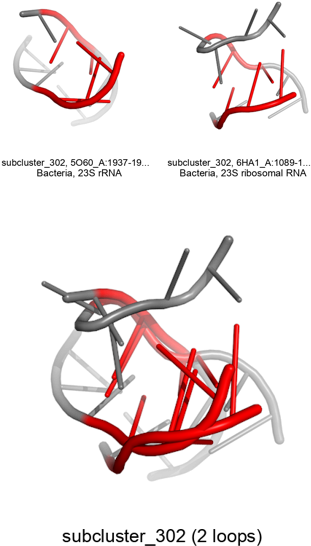 subcluster_302, 5O60_A:1937-19...
Bacteria, 23S rRNA
subcluster_302, 6HA1_A:1089-1...
Bacteria, 23S ribosomal RNA
subcluster_302 (2 loops)